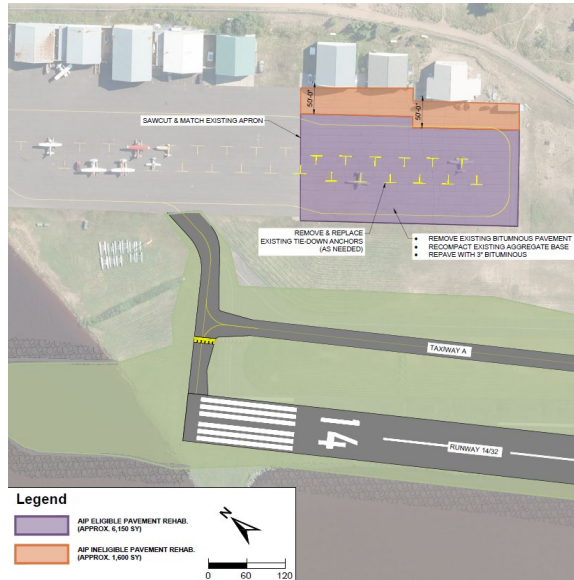 50'-0"
50'-0"
SAWCUT & MATCH EXISTING APRON
REMOVE & REPLACE
EXISTING TIE-DOWN ANCHORS
(AS NEEDED)
• REMOVE EXISTING BITUMNOUS PAVEMENT
• RECOMPACT EXISTING AGGREGATE BASE
• REPAVE WITH 3" BITUMINOUS
TAXIWAY A
14
RUNWAY 14/32
Legend
AIP ELIGIBLE PAVEMENT REHAB.
(APPROX. 6,150 SY)
AIP INELIGIBLE PAVEMENT REHAB.
(APPROX. 1,600 SY)
N
0 60 120